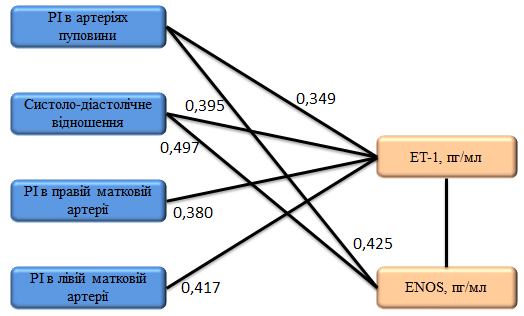 PI в артеріях
пуповини
0,349
Систоло-діастолічне
відношення
0,395
0,497
ET-1, пг/мл
PI в правій маткові артерії
0,380
0,425
PI в лівій матковій
артерії
0,417
ENOS, пг/мл